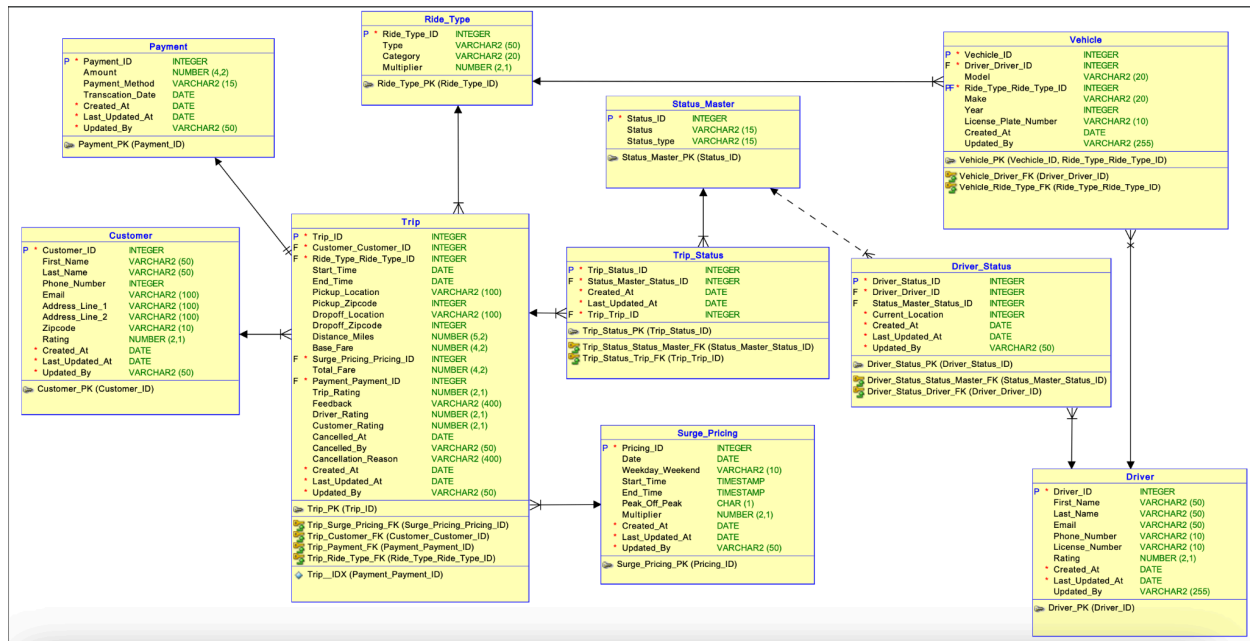 Ride_Type
P * Ride_Type_ID INTEGER
Type VARCHAR2 (50)
Category VARCHAR2 (20)
Multiplier NUMBER (2,1)
Ride_Type_PK (Ride_Type_ID)
Payment
P * Payment_ID INTEGER
Amount NUMBER (4,2)
Payment_Method VARCHAR2 (15)
Transcation_Date DATE
* Created_At DATE
* Last_Updated_At DATE
* Updated_By VARCHAR2 (50)
Payment_PK (Payment_ID)
Vehicle
P * Vechicle_ID INTEGER
F * Driver_Driver_ID INTEGER
Model VARCHAR2 (20)
PF * Ride_Type_Ride_Type_ID INTEGER
Make VARCHAR2 (20)
Year INTEGER
License_Plate_Number VARCHAR2 (10)
Created_At DATE
Updated_By VARCHAR2 (255)
Vehicle_PK (Vechicle_ID, Ride_Type_Ride_Type_ID)
Vehicle_Driver_FK (Driver_Driver_ID)
Vehicle_Ride_Type_FK (Ride_Type_Ride_Type_ID)
Status_Master
P * Status_ID INTEGER
Status VARCHAR2 (15)
Status_type VARCHAR2 (15)
Status_Master_PK (Status_ID)
Customer
P * Customer_ID INTEGER
First_Name VARCHAR2 (50)
Last_Name VARCHAR2 (50)
Phone_Number INTEGER
Email VARCHAR2 (100)
Address_Line_1 VARCHAR2 (100)
Address_Line_2 VARCHAR2 (100)
Zipcode VARCHAR2 (10)
Rating NUMBER (2,1)
* Created_At DATE
* Last_Updated_At DATE
* Updated_By VARCHAR2 (50)
Customer_PK (Customer_ID)
Trip
P * Trip_ID INTEGER
F * Customer_Customer_ID INTEGER
F * Ride_Type_Ride_Type_ID INTEGER
Start_Time DATE
End_Time DATE
Pickup_Location VARCHAR2 (100)
Pickup_Zipcode INTEGER
Dropoff_Location VARCHAR2 (100)
Dropoff_Zipcode INTEGER
Distance_Miles NUMBER (5,2)
Base_Fare NUMBER (4,2)
F * Surge_Pricing_Pricing_ID INTEGER
Total_Fare NUMBER (4,2)
F * Payment_Payment_ID INTEGER
Trip_Rating NUMBER (2,1)
Feedback VARCHAR2 (400)
Driver_Rating NUMBER (2,1)
Customer_Rating NUMBER (2,1)
Cancelled_At DATE
Cancelled_By VARCHAR2 (50)
Cancellation_Reason VARCHAR2 (400)
* Created_At DATE
* Last_Updated_At DATE
* Updated_By VARCHAR2 (50)
Trip_PK (Trip_ID)
Trip_Surge_Pricing_FK (Surge_Pricing_Pricing_ID)
Trip_Customer_FK (Customer_Customer_ID)
Trip_Payment_FK (Payment_Payment_ID)
Trip_Ride_Type_FK (Ride_Type_Ride_Type_ID)
Trip__IDX (Payment_Payment_ID)
Trip_Status
P * Trip_Status_ID INTEGER
F * Status_Master_Status_ID INTEGER
* Created_At DATE
* Last_Updated_At DATE
F * Trip_Trip_ID INTEGER
Trip_Status_PK (Trip_Status_ID)
Trip_Status_Status_Master_FK (Status_Master_Status_ID)
Trip_Status_Trip_FK (Trip_Trip_ID)
Driver_Status
P * Driver_Status_ID INTEGER
F * Driver_Driver_ID INTEGER
F Status_Master_Status_ID INTEGER
* Current_Location INTEGER
* Created_At DATE
* Last_Updated_At DATE
* Updated_By VARCHAR2 (50)
Driver_Status_PK (Driver_Status_ID)
Driver_Status_Status_Master_FK (Status_Master_Status_ID)
Driver_Status_Driver_FK (Driver_Driver_ID)
Surge_Pricing
P * Pricing_ID INTEGER
Date DATE
Weekday_Weekend VARCHAR2 (10)
Start_Time TIMESTAMP
End_Time TIMESTAMP
Peak_Off_Peak CHAR (1)
Multiplier NUMBER (2,1)
* Created_At DATE
* Last_Updated_At DATE
* Updated_By VARCHAR2 (50)
Surge_Pricing_PK (Pricing_ID)
Driver
P * Driver_ID INTEGER
First_Name VARCHAR2 (50)
Last_Name VARCHAR2 (50)
Email VARCHAR2 (50)
Phone_Number VARCHAR2 (10)
License_Number VARCHAR2 (10)
Rating NUMBER (2,1)
* Created_At DATE
* Last_Updated_At DATE
Updated_By VARCHAR2 (255)
Driver_PK (Driver_ID)